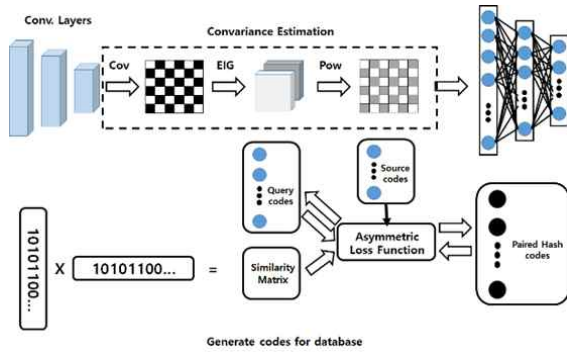 Conv. Layers
Convariance Estimation
Cov
EIG
Pow
Query
codes
Source
codes
Asymmetric
Loss Function
Paired Hash
codes
10101100...
X
10101100...
=
Similarity
Matrix
Generate codes for database